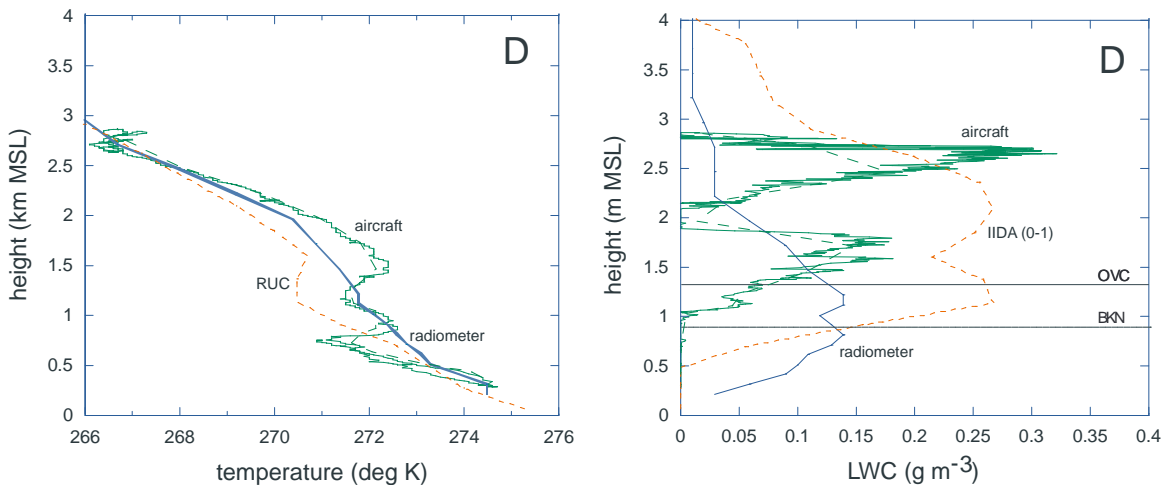 D
4
3.5
3
2.5
2
1.5
1
0.5
0
height (km MSL)
aircraft
RUC
radiometer
266 268 270 272 274 276
temperature (deg K)
D
4
3.5
3
2.5
2
1.5
1
0.5
0
height (m MSL)
aircraft
IIDA (0-1)
OVC
BKN
radiometer
0 0.05 0.1 0.15 0.2 0.25 0.3 0.35 0.4
LWC (g m⁻³)